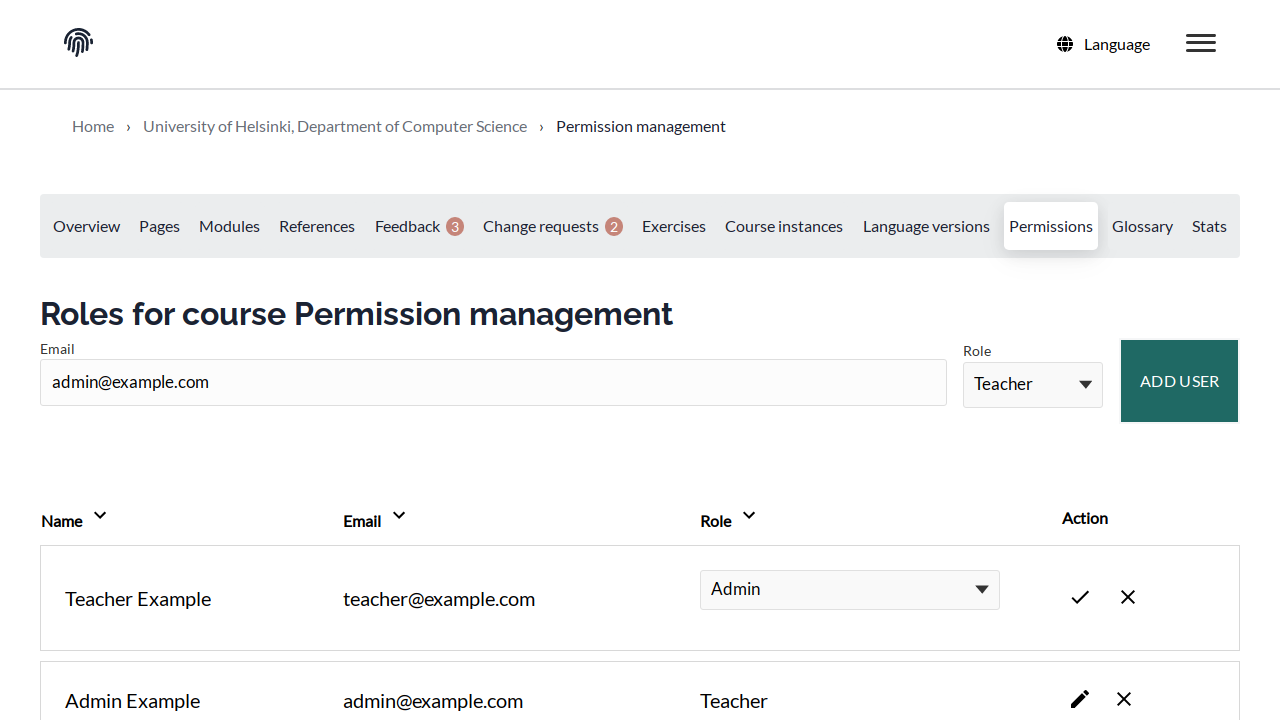 Language
Home › University of Helsinki, Department of Computer Science › Permission management
Overview Pages Modules References Feedback 3 Change requests 2 Exercises Course instances Language versions Permissions Glossary Stats
Roles for course Permission management
Email
Role
admin@example.com
Teacher
ADD USER
Name Email Role Action
Teacher Example teacher@example.com Admin
Admin Example admin@example.com Teacher